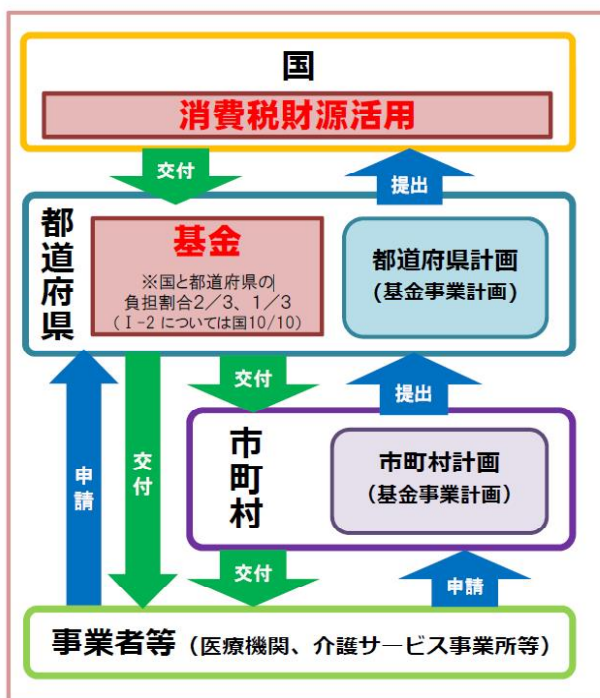 国
消費税財源活用
交付
提出
都道府県
基金
※国と都道府県の
負担割合2/3、1/3
(Ⅰ-2 については国10/10)
都道府県計画
(基金事業計画)
交付
提出
申請
交付
市町村
市町村計画
(基金事業計画)
交付
申請
事業者等 (医療機関、介護サービス事業所等)